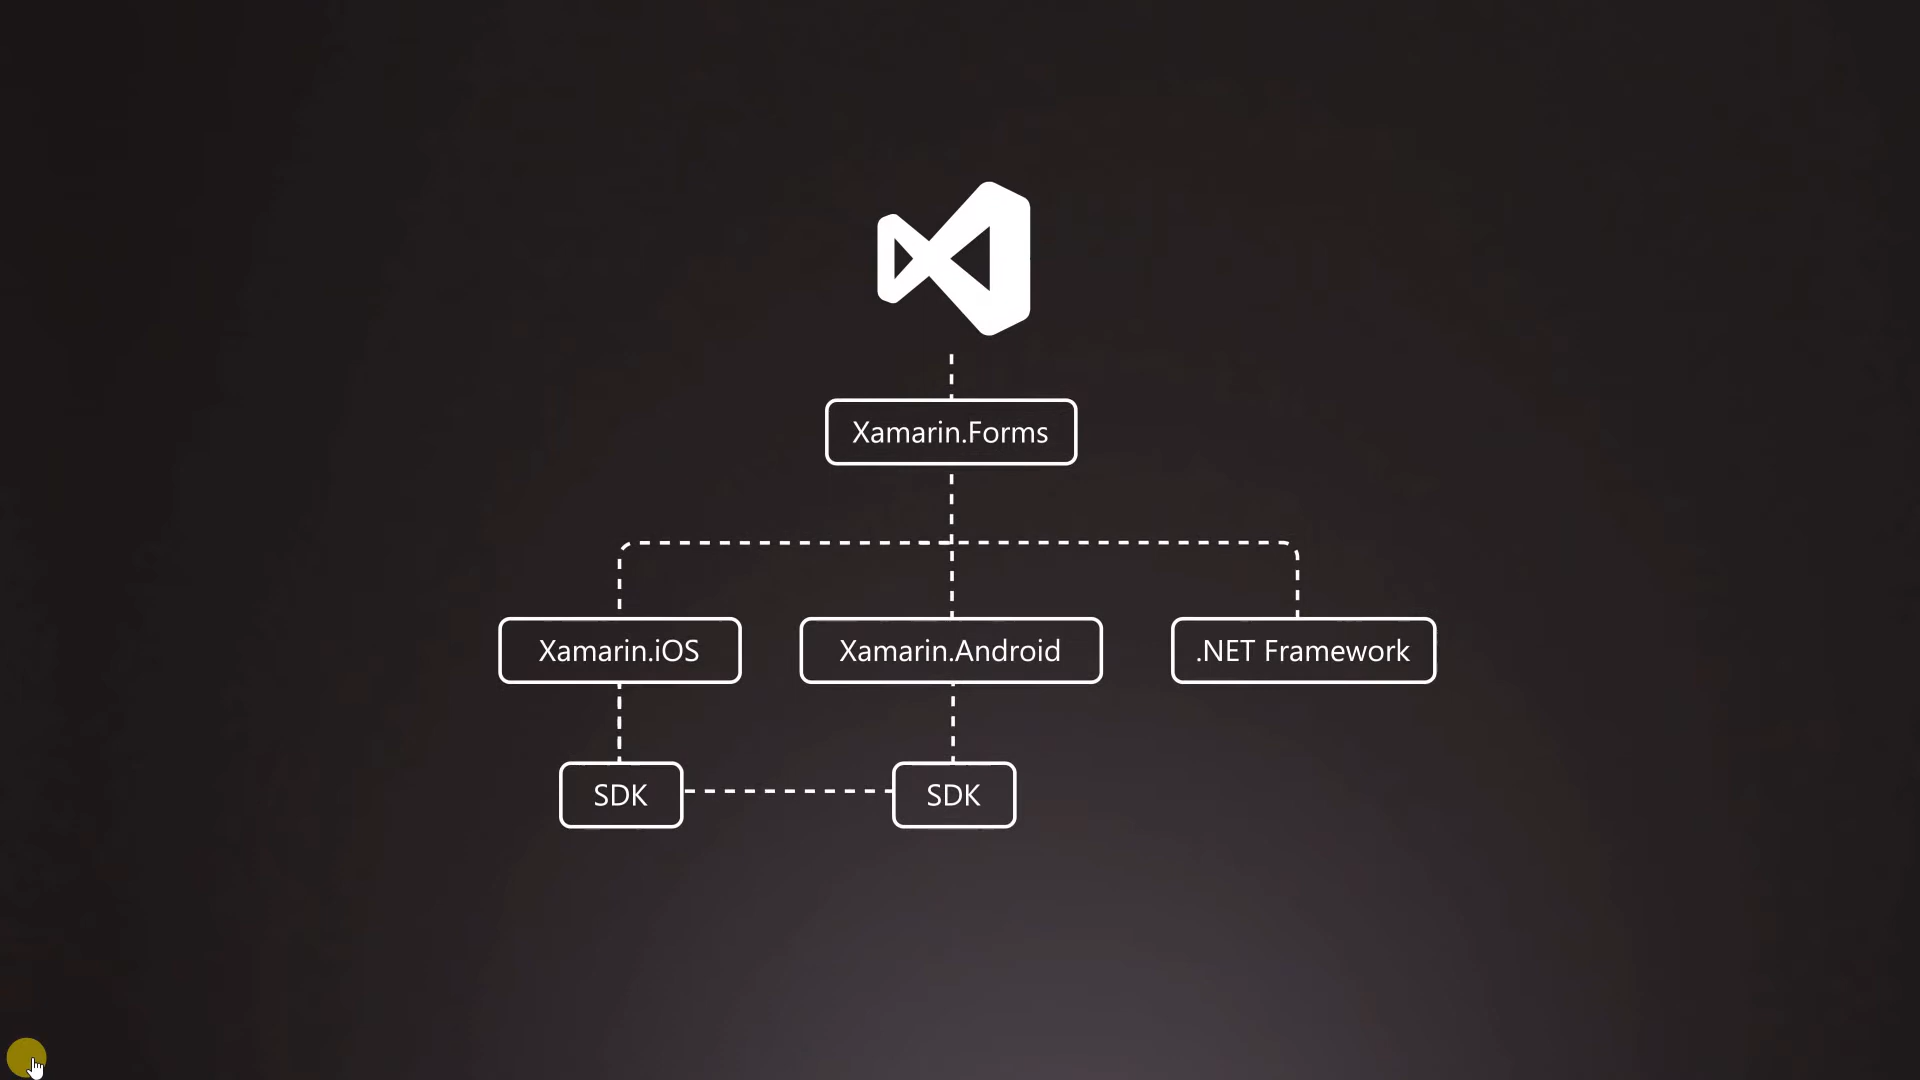 Xamarin.Forms
Xamarin.iOS
Xamarin.Android
.NET Framework
SDK
SDK